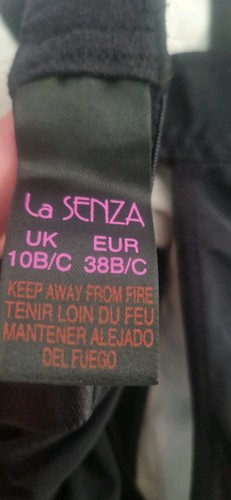 La SENZA
UK EUR
10B/C 38B/C
KEEP AWAY FROM FIRE
TENIR LOIN DU FEU
MANTENER ALEJADO
DEL FUEGO